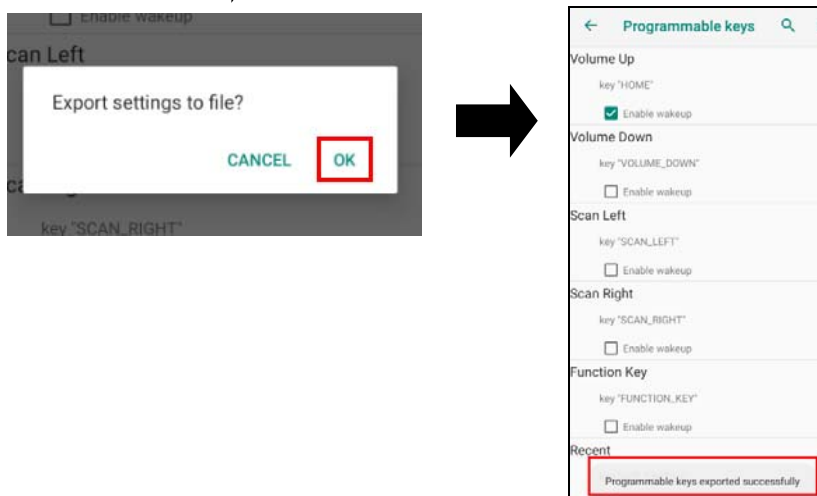 Enable wakeup
can Left
Export settings to file?
CANCEL OK
key "SCAN_RIGHT"
Programmable keys
Volume Up
key "HOME"
Enable wakeup
Volume Down
key "VOLUME_DOWN"
Enable wakeup
Scan Left
key "SCAN_LEFT"
Enable wakeup
Scan Right
key "SCAN_RIGHT"
Enable wakeup
Function Key
key "FUNCTION_KEY"
Enable wakeup
Recent
Programmable keys exported successfully